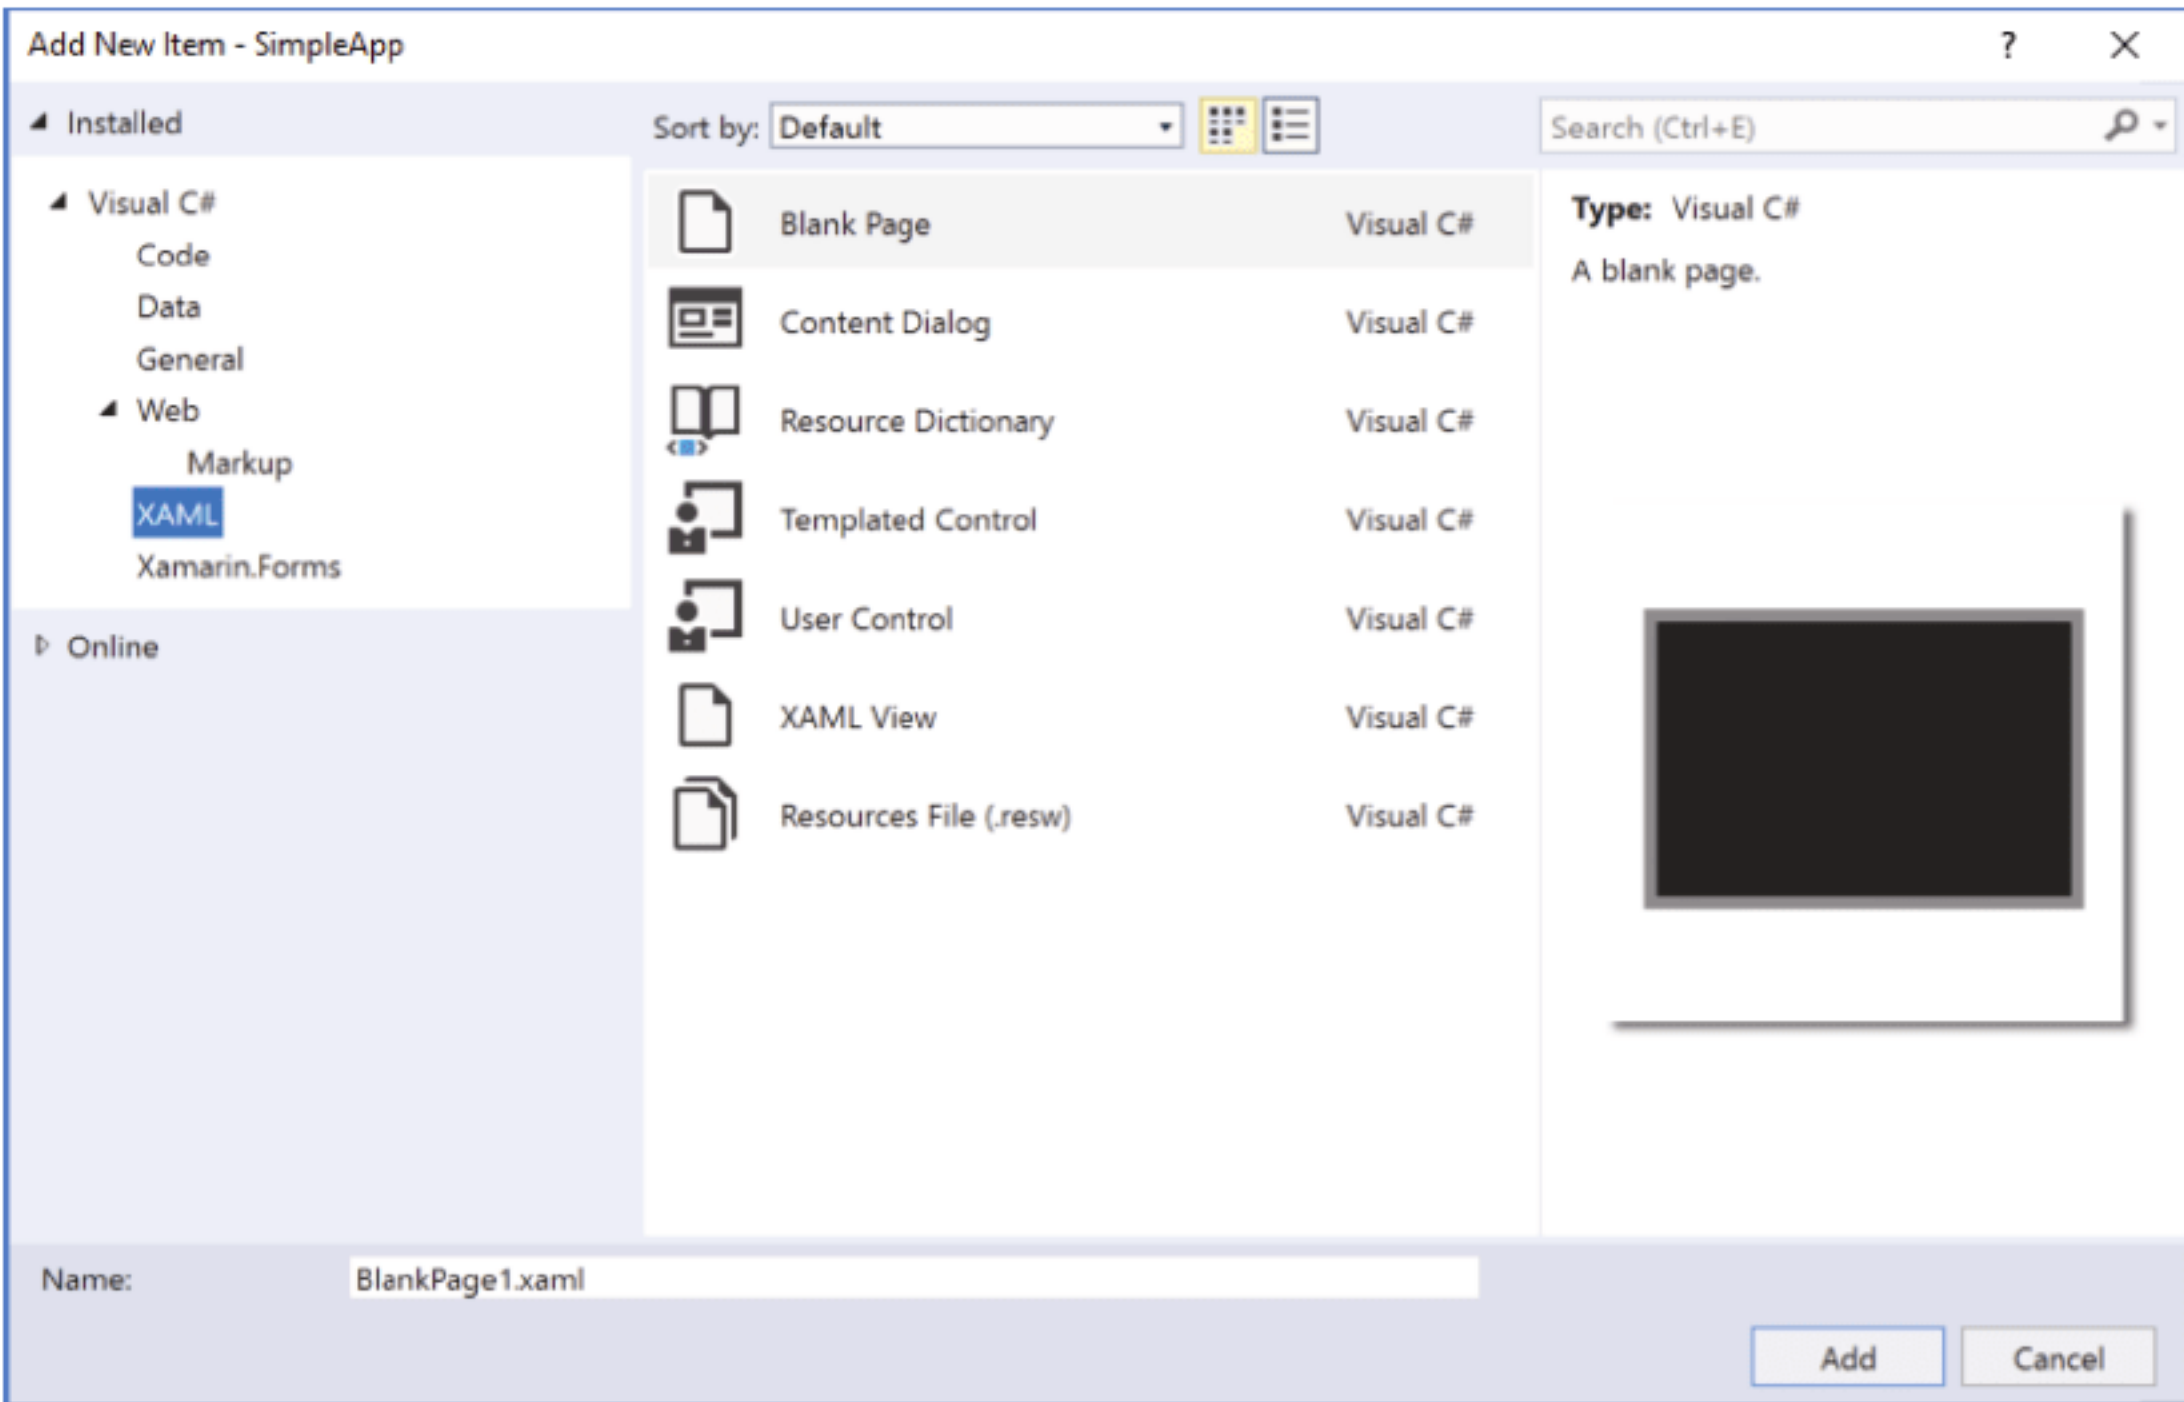 Add New Item - SimpleApp
?
Installed
Sort by: Default
Search (Ctrl+E)
Visual C#
Code
Data
General
Web
Markup
XAML
Xamarin.Forms
Online
Blank Page Visual C#
Content Dialog Visual C#
Resource Dictionary Visual C#
Templated Control Visual C#
User Control Visual C#
XAML View Visual C#
Resources File (.resw) Visual C#
Type: Visual C#
A blank page.
Name: BlankPage1.xaml
Add Cancel